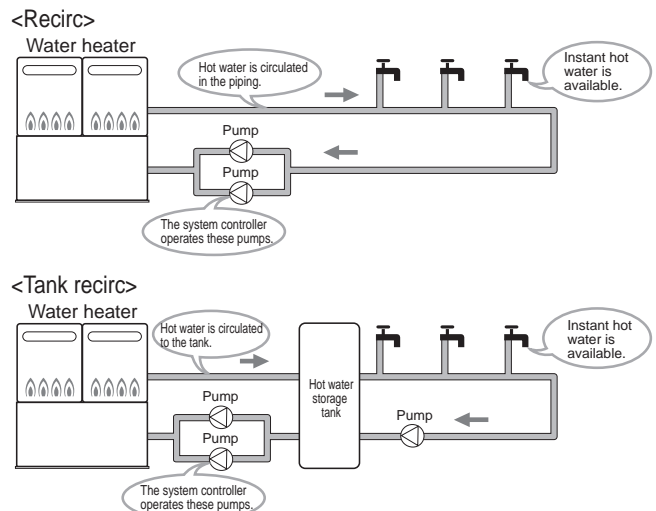 <Recirc>
Water heater
Hot water is circulated
in the piping.
Instant hot
water is
available.
Pump
Pump
The system controller
operates these pumps.
<Tank recirc>
Water heater
Hot water is circulated
to the tank.
Instant hot
water is
available.
Hot water
storage
tank
Pump
Pump
Pump
The system controller
operates these pumps.